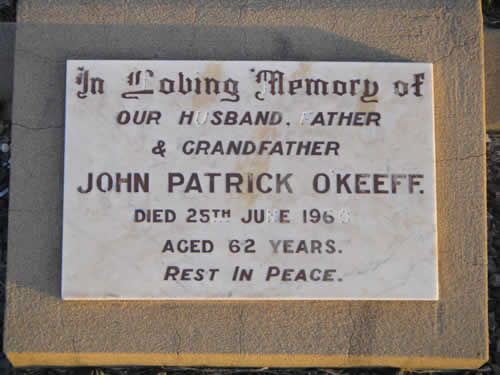 In Loving Memory of
OUR HUSBAND, FATHER
& GRANDFATHER
JOHN PATRICK O'KEEFF.
DIED 25TH JUNE
AGED 62 YEARS.
REST IN PEACE.